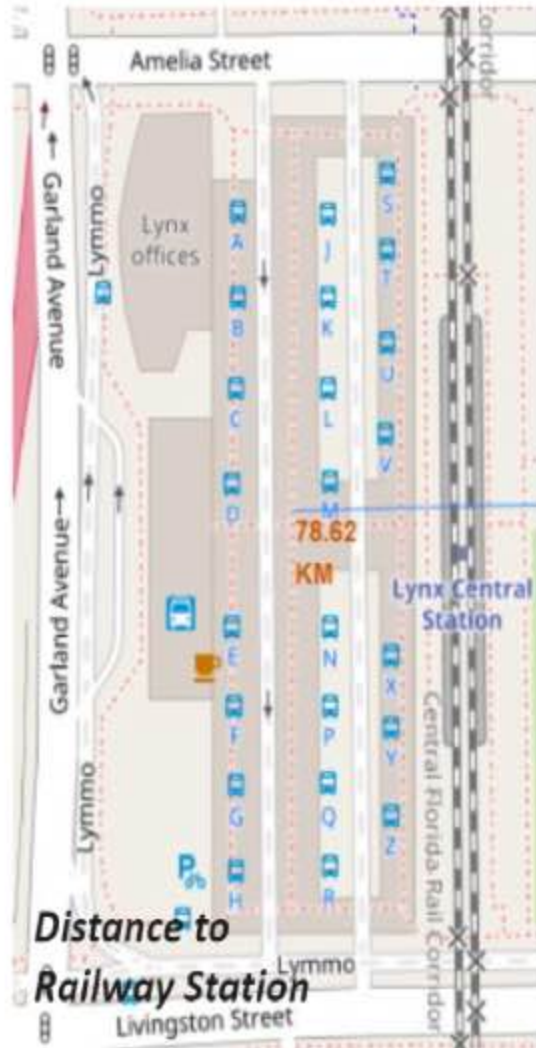 Corridor
Amelia Street
Garland Avenue
Lymmo
Lynx
offices
A
B
C
D
E
F
G
H
J
K
L
M
N
P
Q
R
S
T
U
V
X
Y
Z
78.62
KM
Lynx Central
Station
Garland Avenue
Lymmo
Central Florida Rail Corridor
P
Distance to
Railway Station
Lymmo
Livingston Street